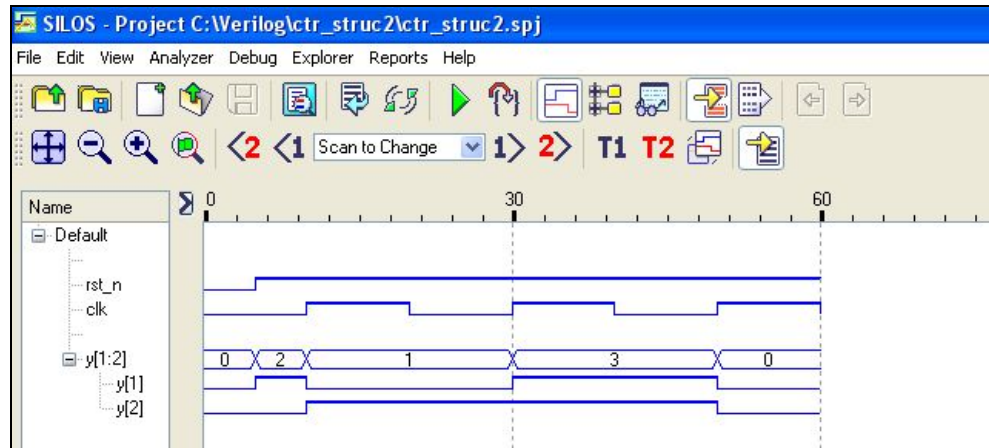 SILOS - Project C:\Verilog\ctr_struc2\ctr_struc2.spj
File Edit View Analyzer Debug Explorer Reports Help
2 1 Scan to Change 1 2 T1 T2
Name 0 30 60
Default
rst_n
clk
y[1:2] 0 2 1 3 0
y[1]
y[2]